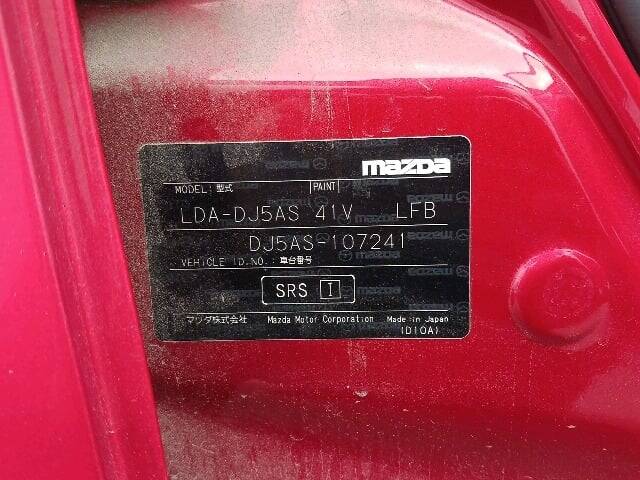 mazda
MODEL: 型式 PAINT
LDA-DJ5AS 41V LFB
DJ5AS-107241
VEHICLE ID.NO.: 車台番号
SRS I
マツダ株式会社 Mazda Motor Corporation Made in Japan
(D10A)